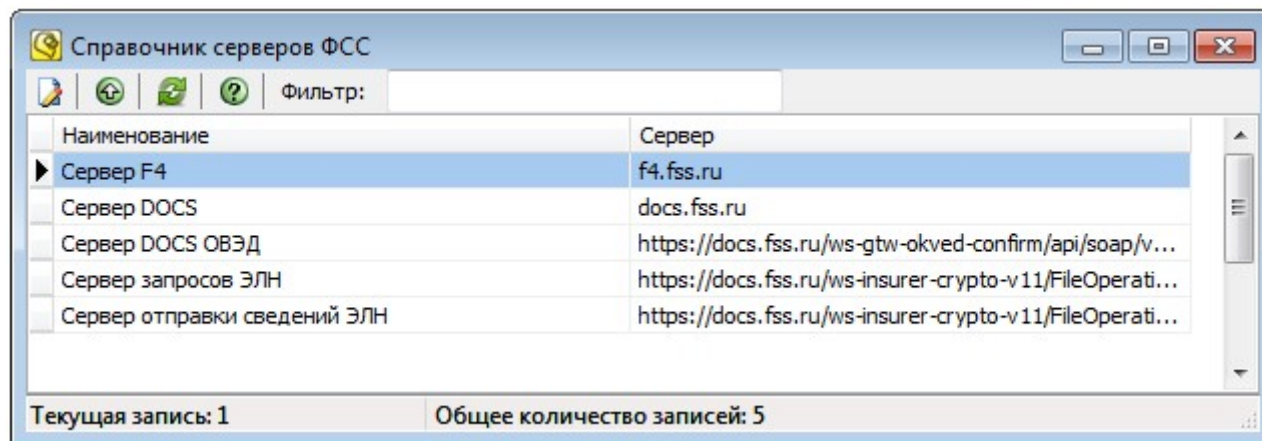 Справочник серверов ФСС
Фильтр:
Наименование Сервер
Сервер F4 f4.fss.ru
Сервер DOCS docs.fss.ru
Сервер DOCS ОВЭД https://docs.fss.ru/ws-gtw-okved-confirm/api/soap/v...
Сервер запросов ЭЛН https://docs.fss.ru/ws-insurer-crypto-v11/FileOperati...
Сервер отправки сведений ЭЛН https://docs.fss.ru/ws-insurer-crypto-v11/FileOperati...
Текущая запись: 1 Общее количество записей: 5